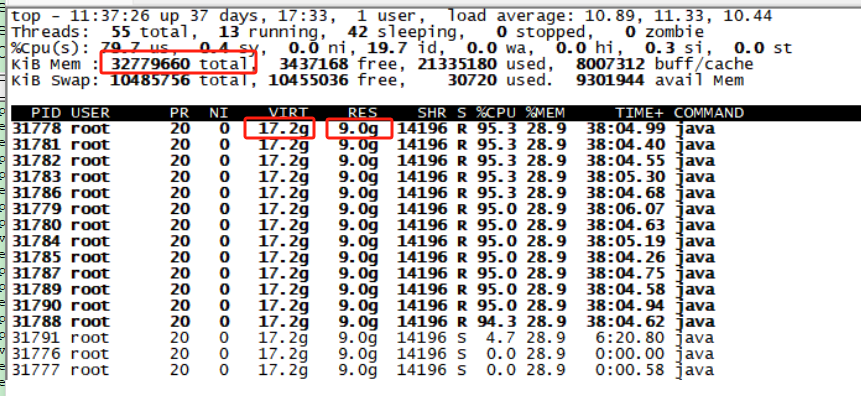 top - 11:37:26 up 37 days, 17:33, 1 user, load average: 10.89, 11.33, 10.44
Threads: 55 total, 13 running, 42 sleeping, 0 stopped, 0 zombie
%Cpu(s): 79.7 us, 0.4 sy, 0.0 ni, 19.7 id, 0.0 wa, 0.0 hi, 0.3 si, 0.0 st
KiB Mem : 32779660 total, 3437168 free, 21335180 used, 8007312 buff/cache
KiB Swap: 10485756 total, 10455036 free, 30720 used. 9301944 avail Mem
PID USER PR NI VIRT RES SHR S %CPU %MEM TIME+ COMMAND
31778 root 20 0 17.2g 9.0g 14196 R 95.3 28.9 38:04.99 java
31781 root 20 0 17.2g 9.0g 14196 R 95.3 28.9 38:04.40 java
31782 root 20 0 17.2g 9.0g 14196 R 95.3 28.9 38:04.55 java
31783 root 20 0 17.2g 9.0g 14196 R 95.3 28.9 38:05.30 java
31786 root 20 0 17.2g 9.0g 14196 R 95.3 28.9 38:04.68 java
31779 root 20 0 17.2g 9.0g 14196 R 95.0 28.9 38:06.07 java
31780 root 20 0 17.2g 9.0g 14196 R 95.0 28.9 38:04.63 java
31784 root 20 0 17.2g 9.0g 14196 R 95.0 28.9 38:05.19 java
31785 root 20 0 17.2g 9.0g 14196 R 95.0 28.9 38:04.26 java
31787 root 20 0 17.2g 9.0g 14196 R 95.0 28.9 38:04.75 java
31789 root 20 0 17.2g 9.0g 14196 R 95.0 28.9 38:04.58 java
31790 root 20 0 17.2g 9.0g 14196 R 95.0 28.9 38:04.94 java
31788 root 20 0 17.2g 9.0g 14196 R 94.3 28.9 38:04.62 java
31791 root 20 0 17.2g 9.0g 14196 S 4.7 28.9 6:20.80 java
31776 root 20 0 17.2g 9.0g 14196 S 0.0 28.9 0:00.00 java
31777 root 20 0 17.2g 9.0g 14196 S 0.0 28.9 0:00.58 java